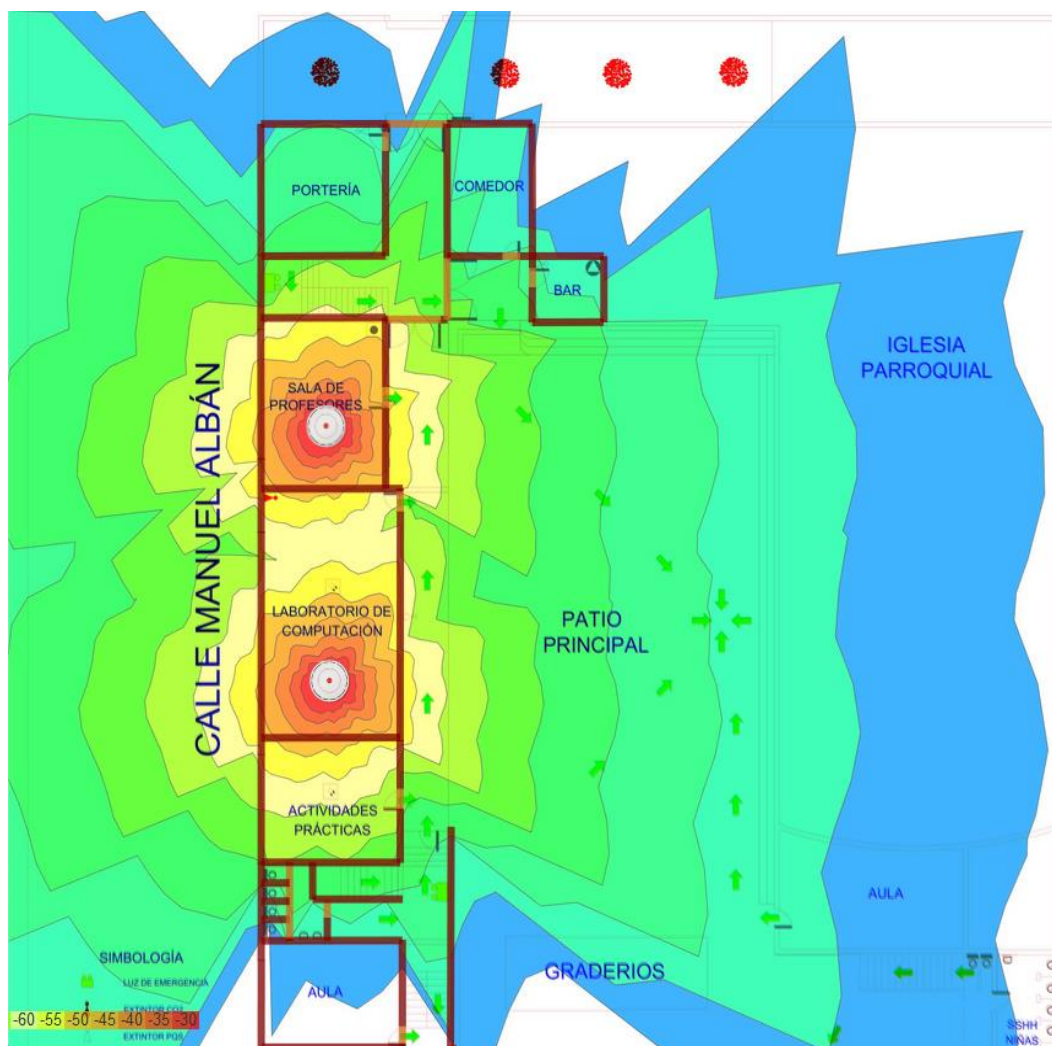 PORTERÍA
COMEDOR
BAR
IGLESIA
PARROQUIAL
SALA DE
PROFESORES
CALLE MANUEL ALBÁN
LABORATORIO DE
COMPUTACIÓN
PATIO
PRINCIPAL
ACTIVIDADES
PRÁCTICAS
AULA
SIMBOLOGÍA
LUZ DE EMERGENCIA
GRADERIOS
AULA
EXTINTOR CO2
-60 -55 -50 -45 -40 -35 -30
EXTINTOR PQS
SSHH
NIÑAS